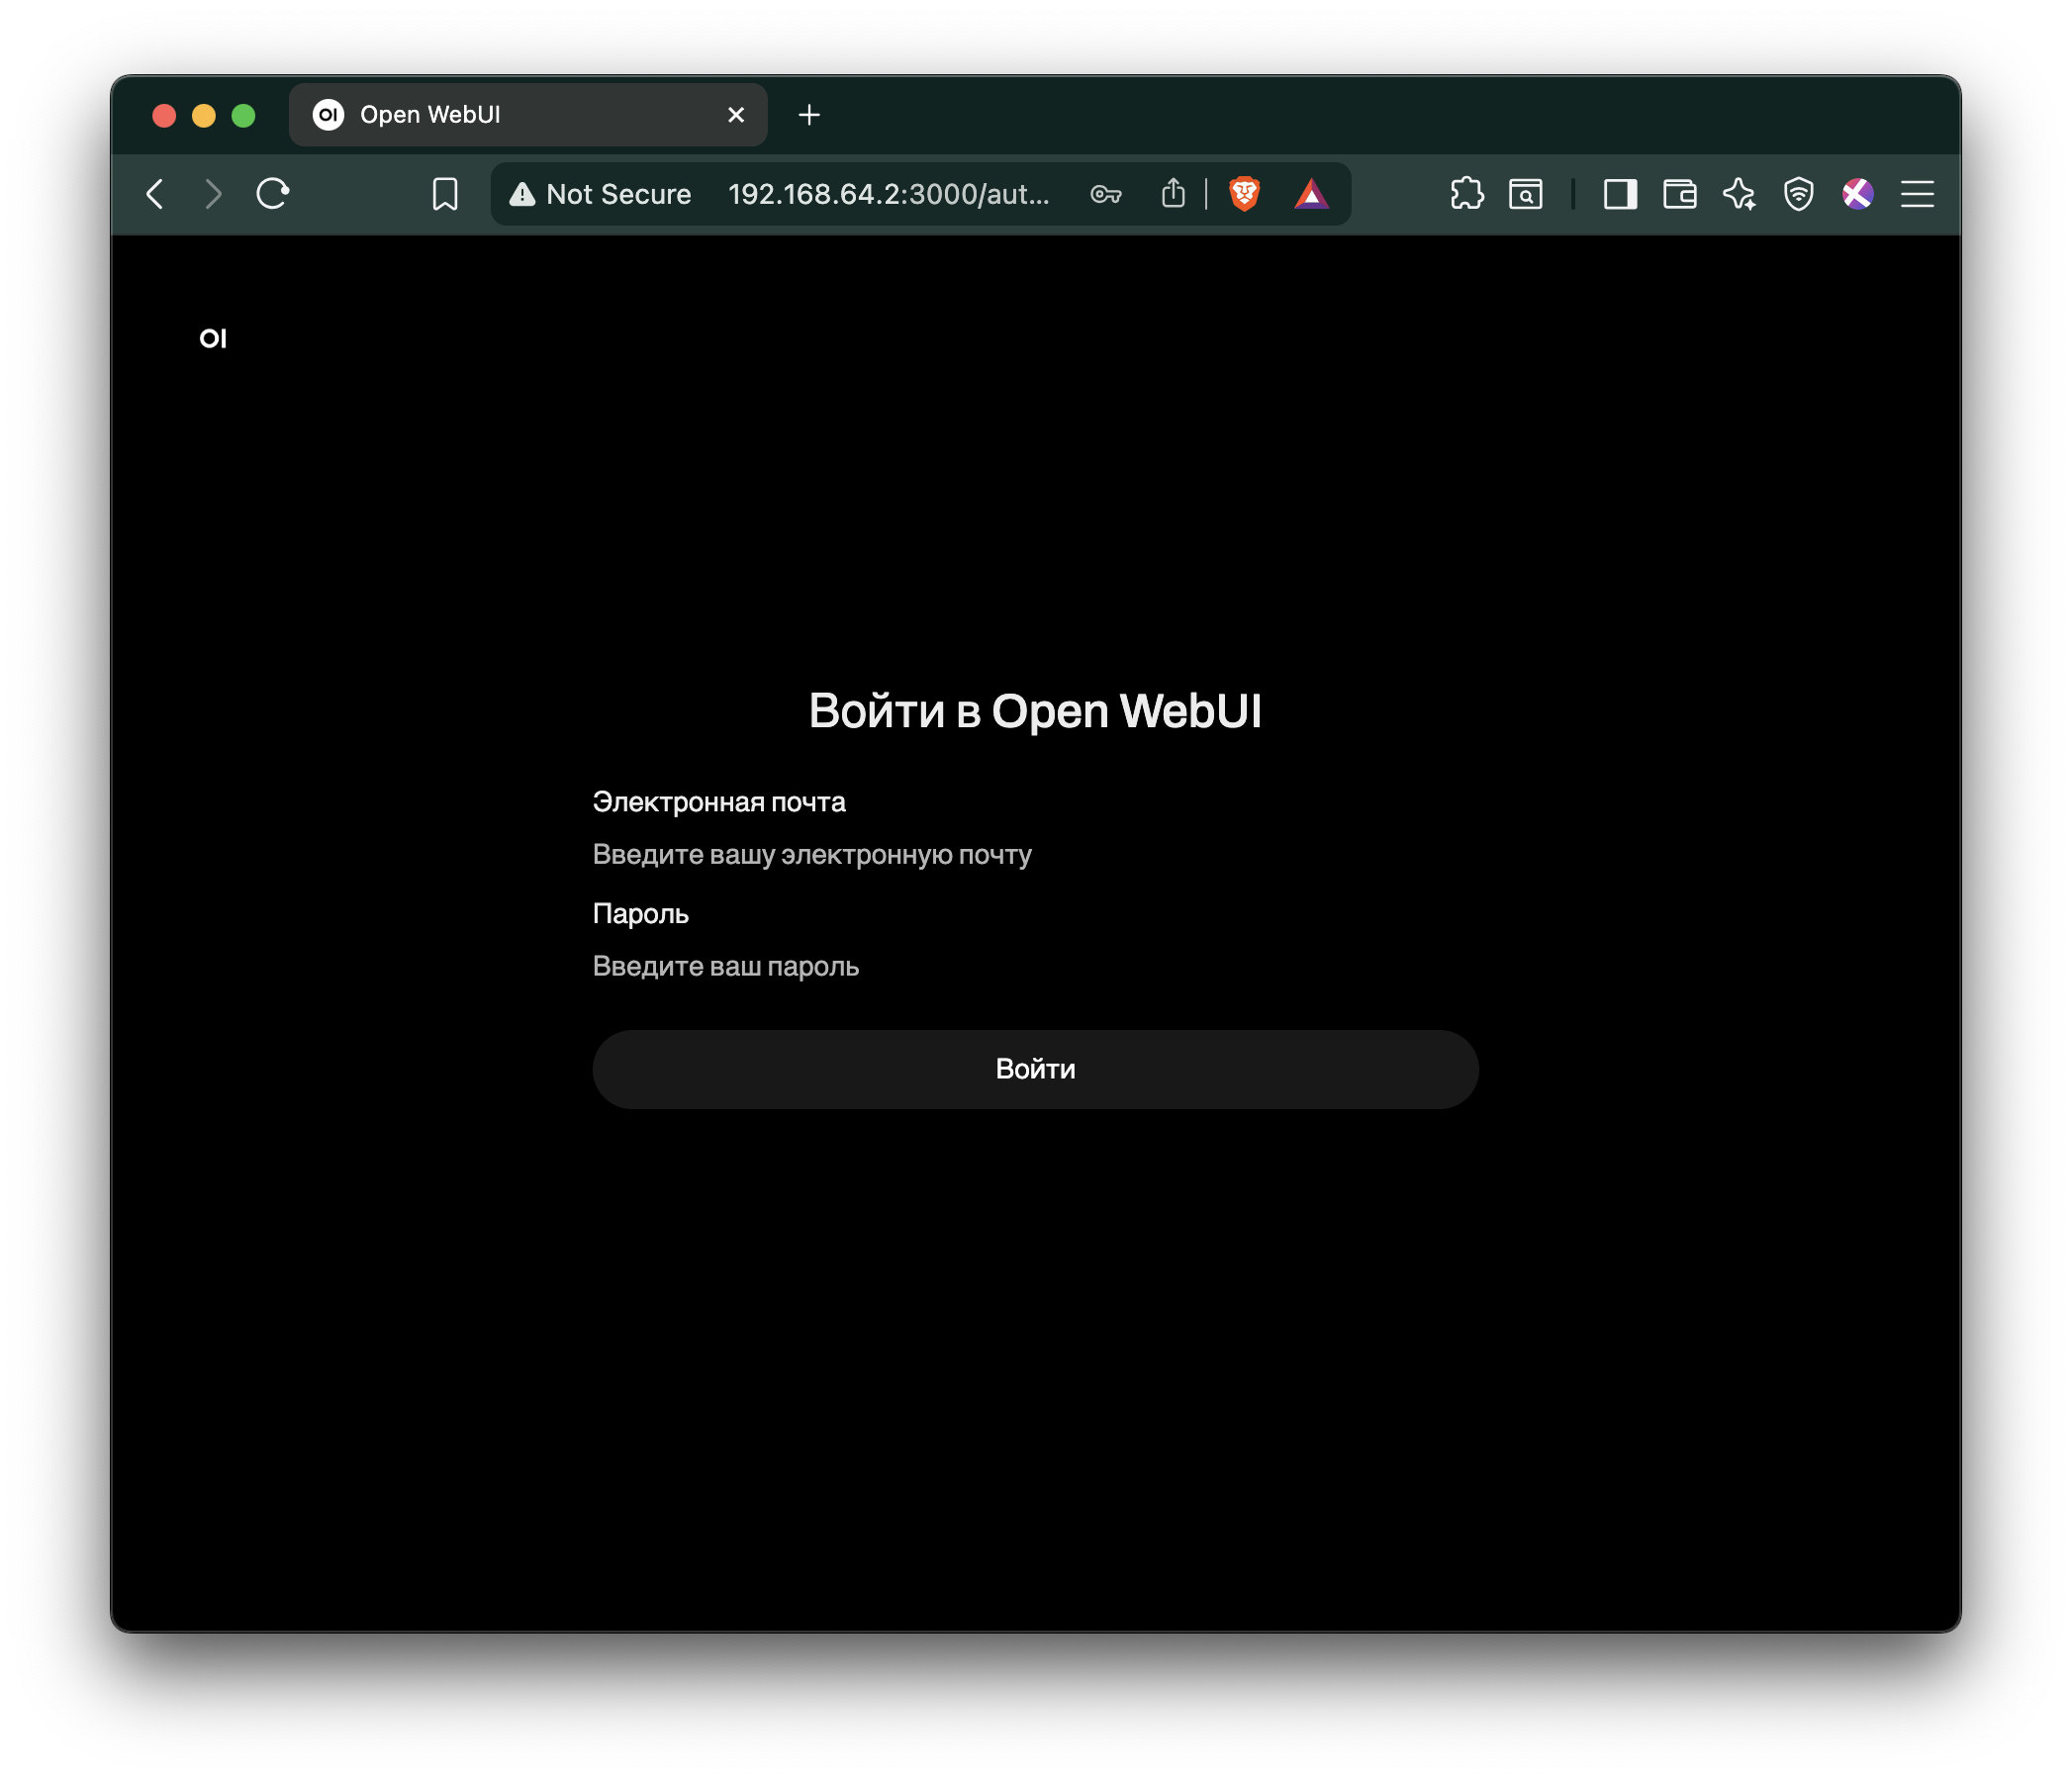 OI Open WebUI
Not Secure 192.168.64.2:3000/aut...
OI
Войти в Open WebUI
Электронная почта
Введите вашу электронную почту
Пароль
Введите ваш пароль
Войти